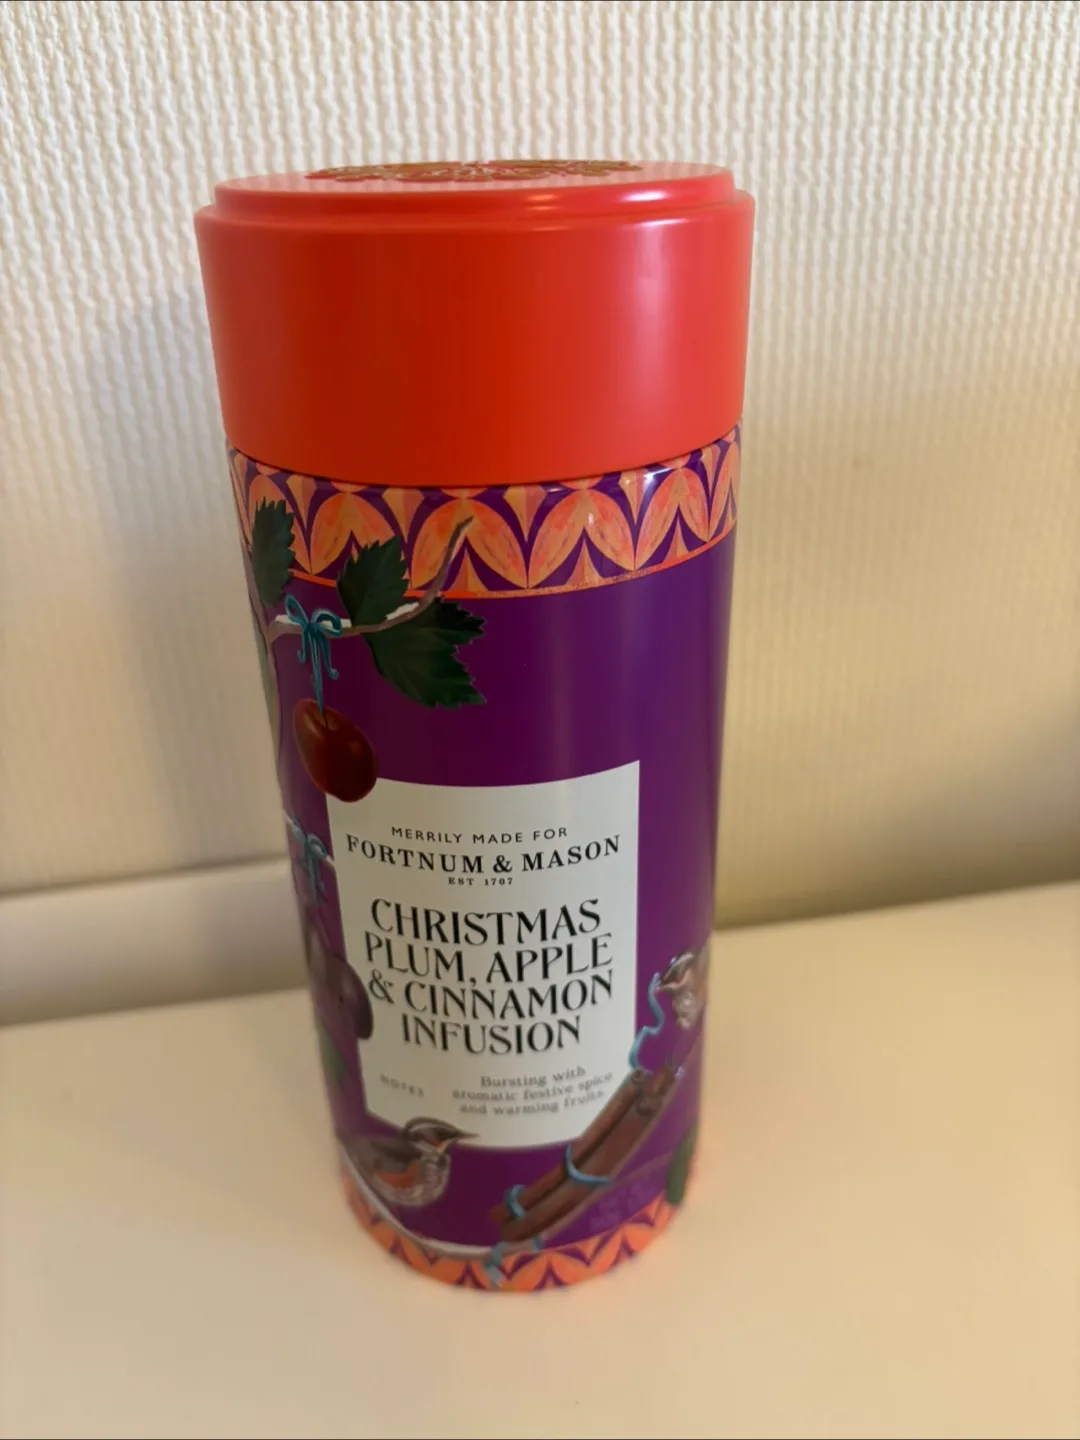 MERRILY MADE FOR
FORTNUM & MASON
EST 1707
CHRISTMAS
PLUM, APPLE
& CINNAMON
INFUSION
NOTES
Bursting with
aromatic festive spice
and warming fruits